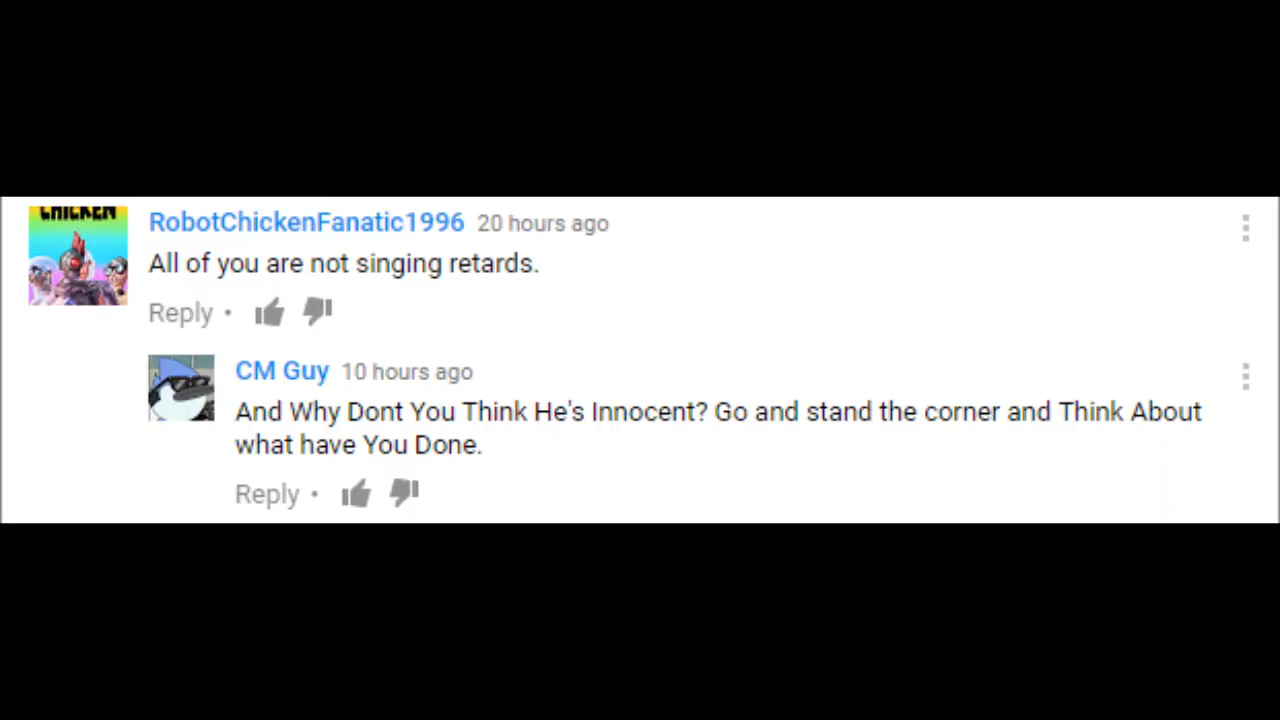 CHICKEN
RobotChickenFanatic1996 20 hours ago
All of you are not singing retards.
Reply •
CM Guy 10 hours ago
And Why Dont You Think He's Innocent? Go and stand the corner and Think About
what have You Done.
Reply •